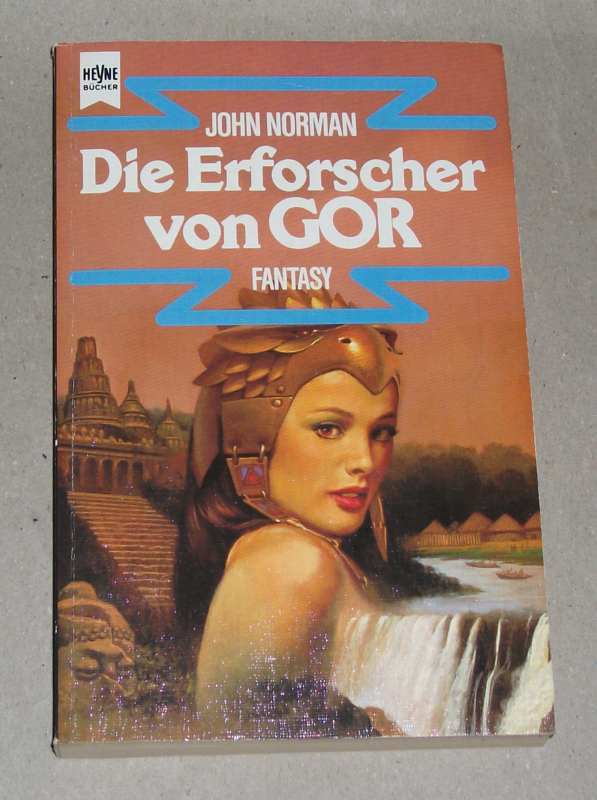 HEYNE
BÜCHER
JOHN NORMAN
Die Erforscher
von GOR
FANTASY